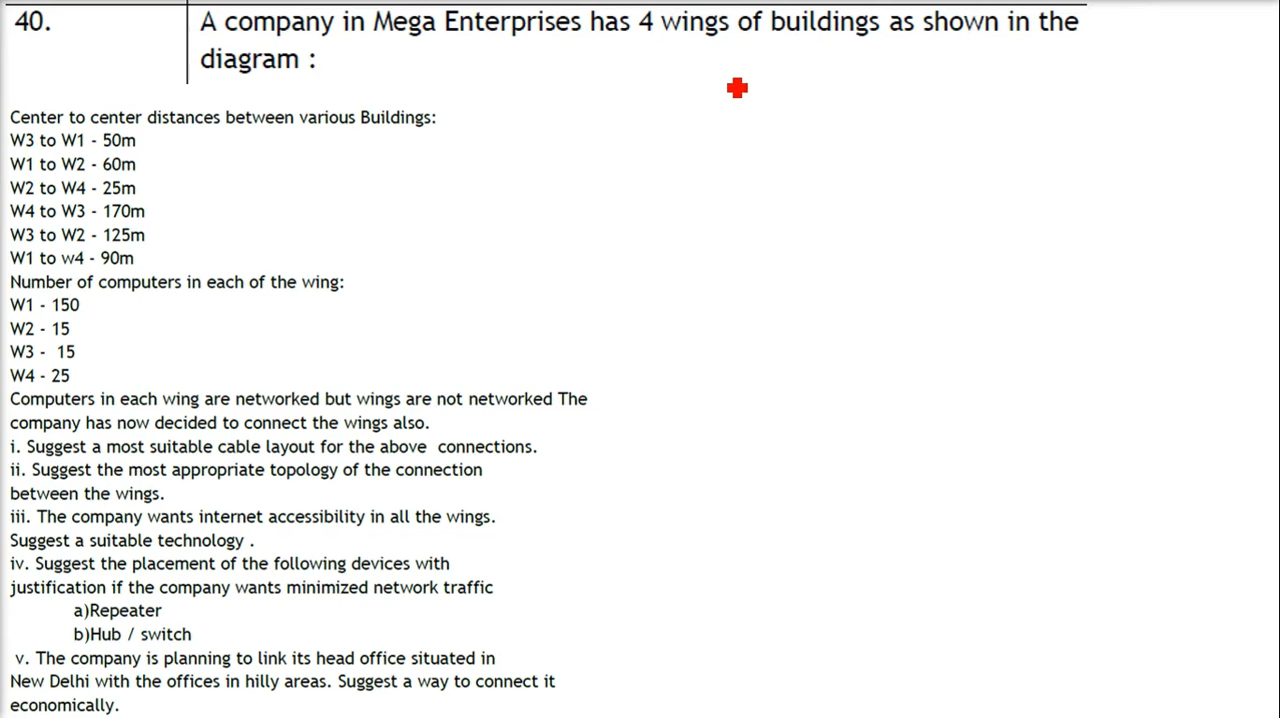 40.
A company in Mega Enterprises has 4 wings of buildings as shown in the
diagram :
Center to center distances between various Buildings:
W3 to W1 - 50m
W1 to W2 - 60m
W2 to W4 - 25m
W4 to W3 - 170m
W3 to W2 - 125m
W1 to w4 - 90m
Number of computers in each of the wing:
W1 - 150
W2 - 15
W3 - 15
W4 - 25
Computers in each wing are networked but wings are not networked The
company has now decided to connect the wings also.
i. Suggest a most suitable cable layout for the above connections.
ii. Suggest the most appropriate topology of the connection
between the wings.
iii. The company wants internet accessibility in all the wings.
Suggest a suitable technology .
iv. Suggest the placement of the following devices with
justification if the company wants minimized network traffic
a)Repeater
b)Hub / switch
v. The company is planning to link its head office situated in
New Delhi with the offices in hilly areas. Suggest a way to connect it
economically.